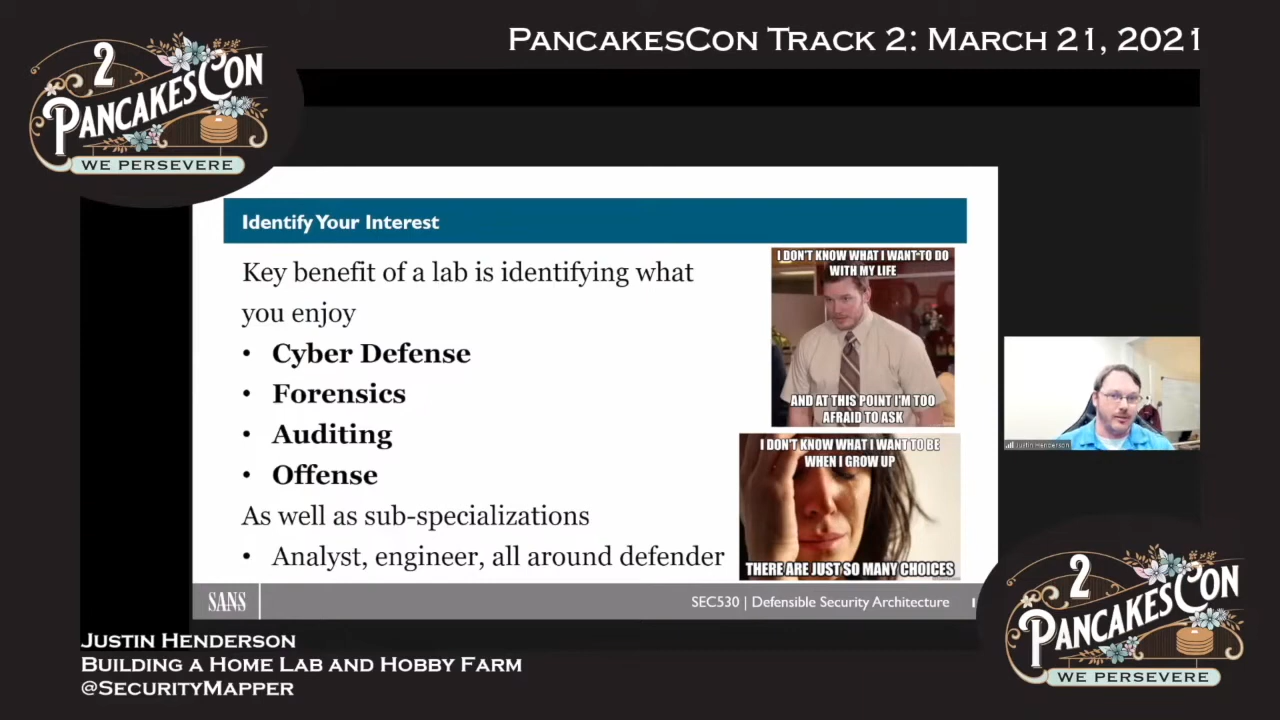 PancakesCon Track 2: March 21, 2021
2
PancakesCon
WE PERSEVERE
Identify Your Interest
Key benefit of a lab is identifying what
you enjoy
• Cyber Defense
• Forensics
• Auditing
• Offense
As well as sub-specializations
• Analyst, engineer, all around defender
I DON'T KNOW WHAT I WANT TO DO
WITH MY LIFE
AND AT THIS POINT I'M TOO
AFRAID TO ASK
I DON'T KNOW WHAT I WANT TO BE
WHEN I GROW UP
THERE ARE JUST SO MANY CHOICES
Justin Henderson
SANS
SEC530 | Defensible Security Architecture
Justin Henderson
Building a Home Lab and Hobby Farm
@SecurityMapper
2
PancakesCon
WE PERSEVERE